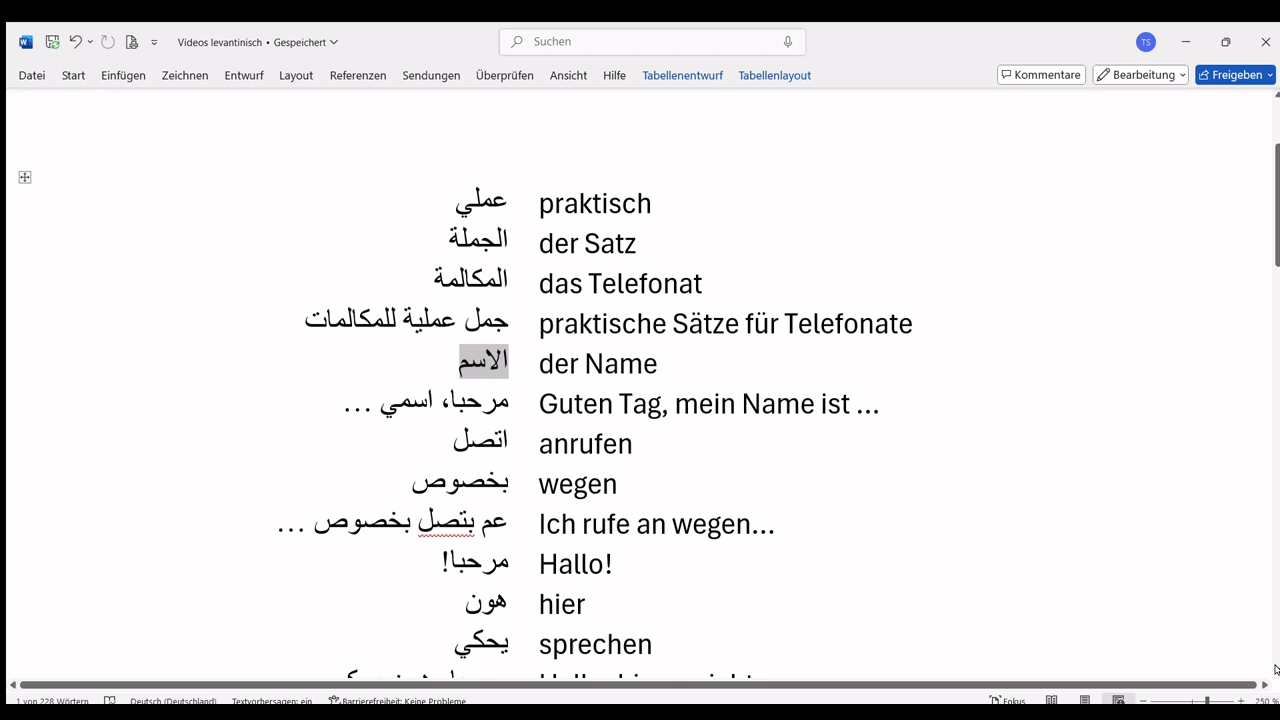 Videos levantinisch • Gespeichert
Suchen
TS
Datei Start Einfügen Zeichnen Entwurf Layout Referenzen Sendungen Überprüfen Ansicht Hilfe Tabellenentwurf Tabellenlayout Kommentare Bearbeitung Freigeben
عملي praktisch
الجملة der Satz
المكالمة das Telefonat
جمل عملية للمكالمات praktische Sätze für Telefonate
الاسم der Name
مرحبا، اسمي ... Guten Tag, mein Name ist ...
اتصل anrufen
بخصوص wegen
عم بتصل بخصوص ... Ich rufe an wegen...
مرحبا! Hallo!
هون hier
يحكي sprechen
1 von 228 Wörtern Deutsch (Deutschland) Textvorhersagen: ein Barrierefreiheit: Keine Probleme Fokus 250 %